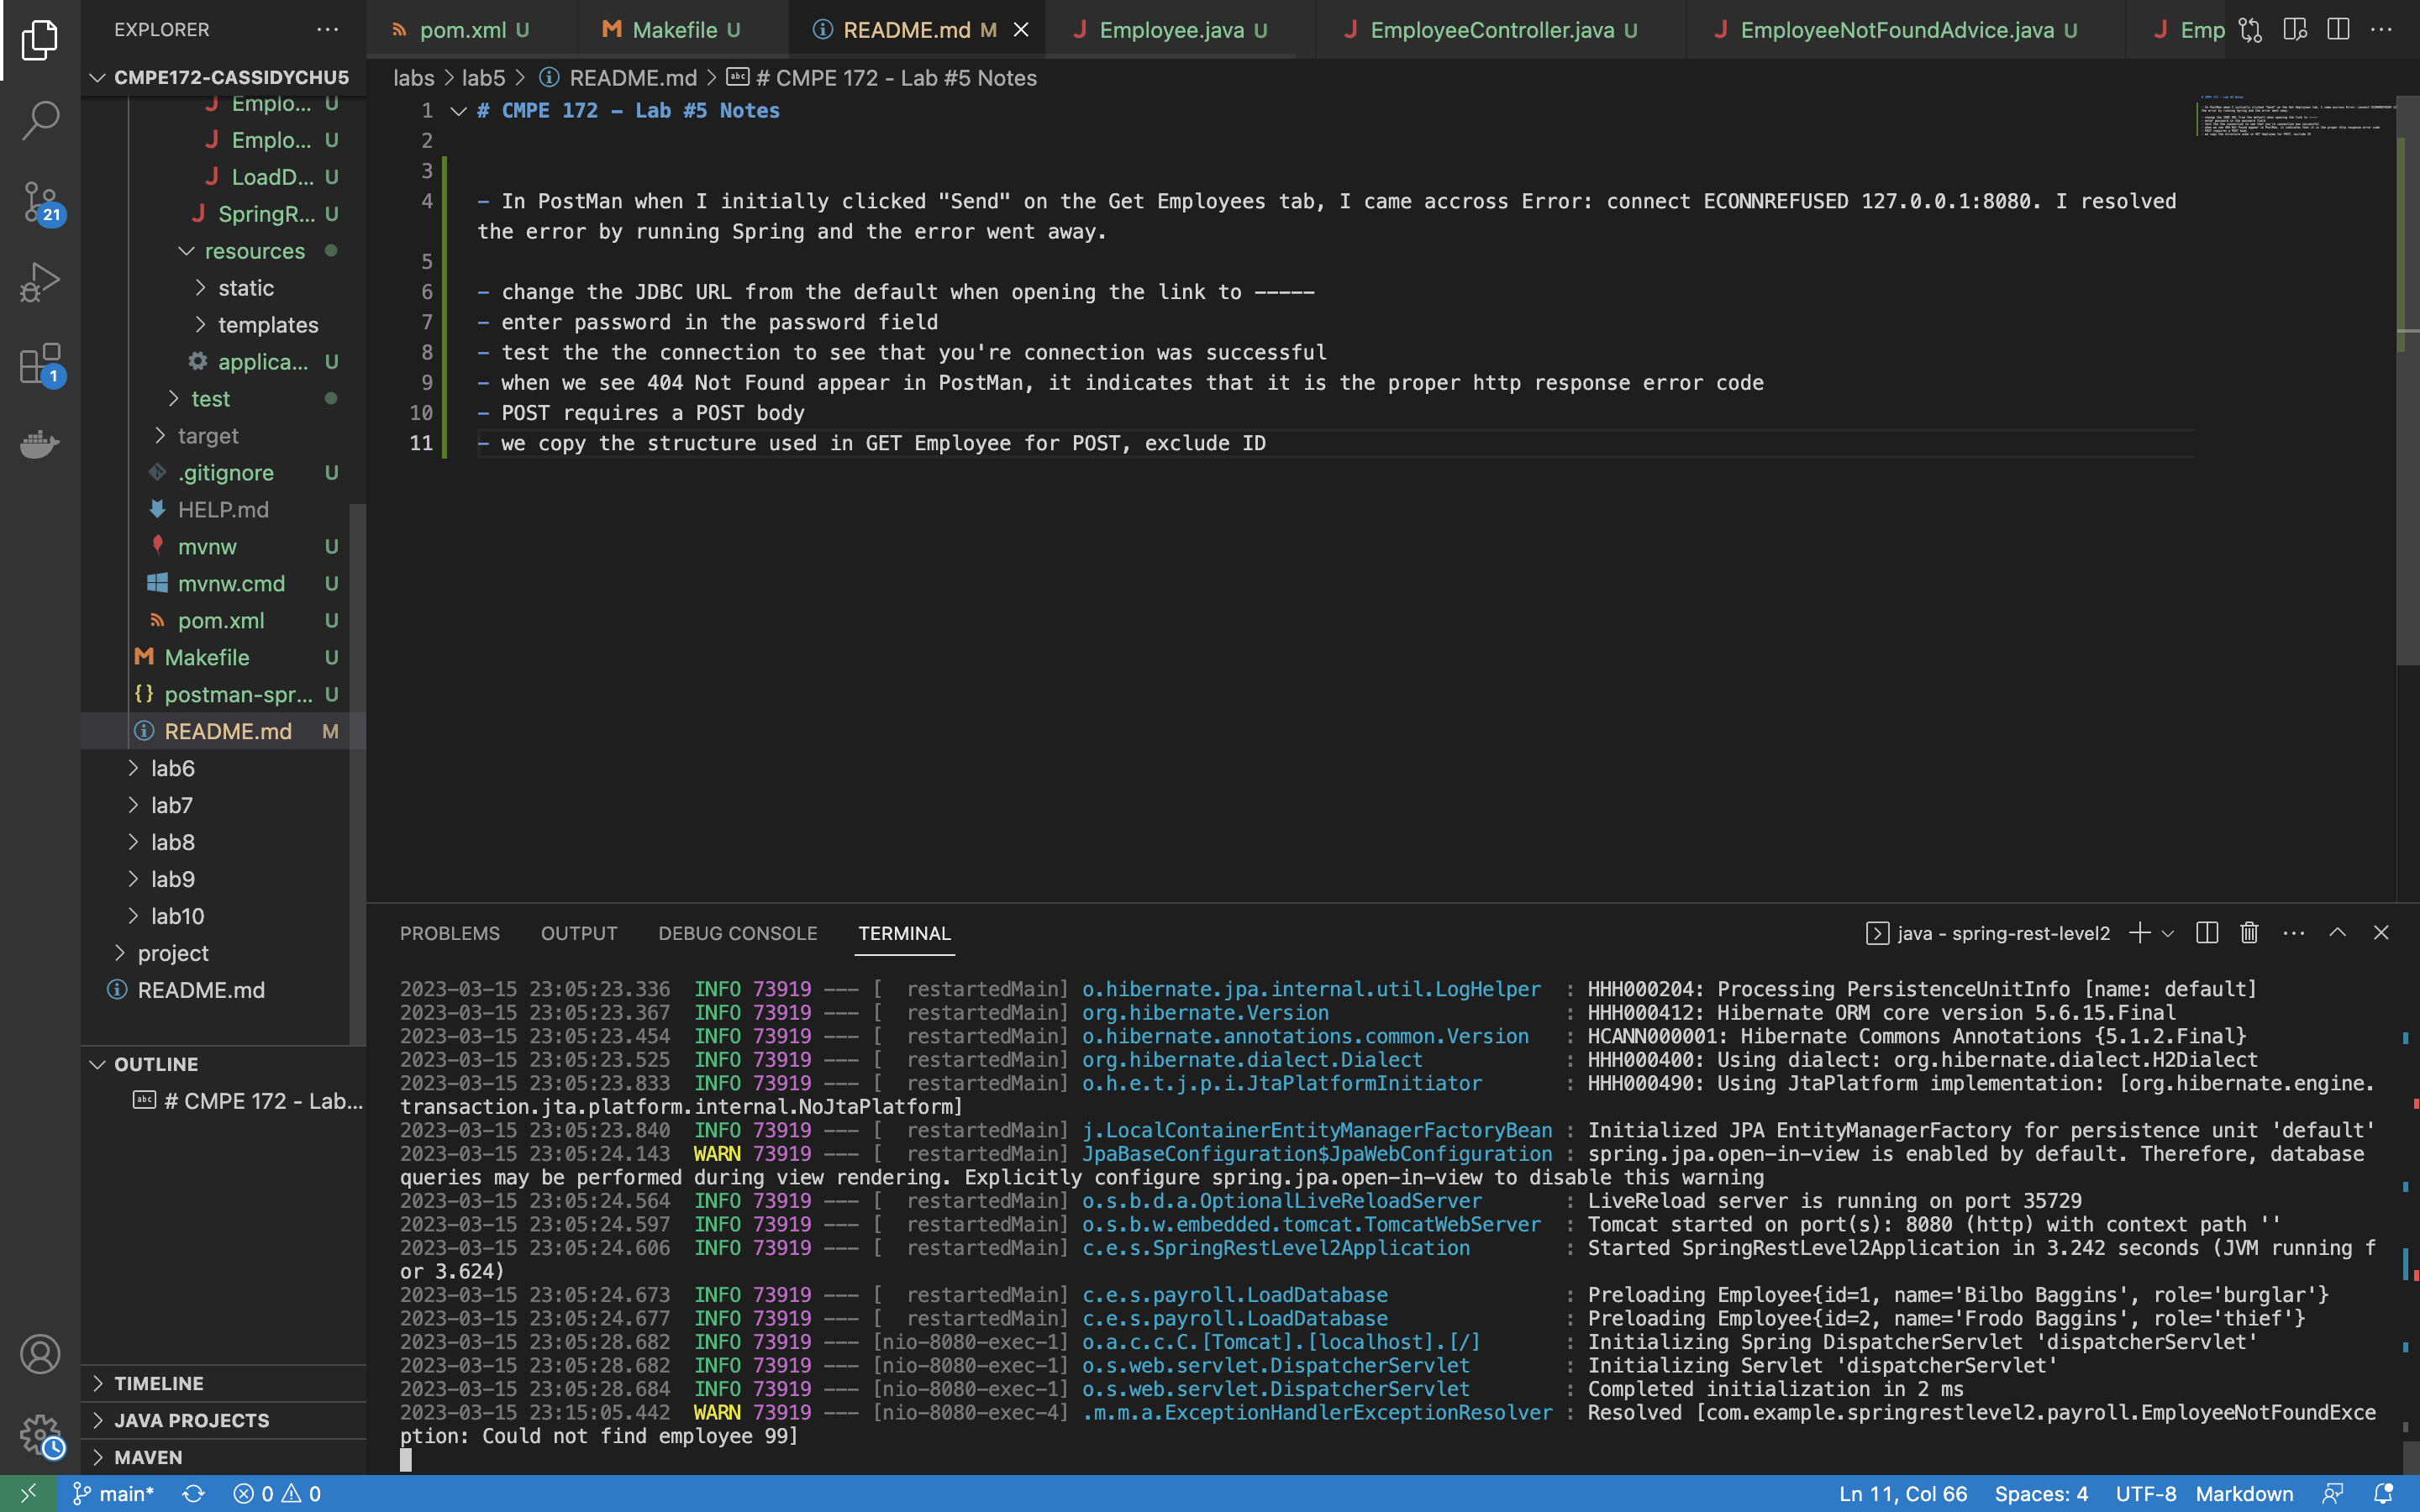 EXPLORER
CMPE172-CASSIDYCHU5
Emplo... U
Emplo... U
LoadD... U
SpringR... U
resources
static
templates
applica... U
test
target
.gitignore U
HELP.md
mvnw U
mvnw.cmd U
pom.xml U
Makefile U
postman-spr... U
README.md M
lab6
lab7
lab8
lab9
lab10
project
README.md
OUTLINE
# CMPE 172 - Lab...
TIMELINE
JAVA PROJECTS
MAVEN
21
1
pom.xml U
Makefile U
README.md M
Employee.java U
EmployeeController.java U
EmployeeNotFoundAdvice.java U
Emp
labs > lab5 > README.md > # CMPE 172 - Lab #5 Notes
1 # CMPE 172 - Lab #5 Notes
2
3
4 - In PostMan when I initially clicked "Send" on the Get Employees tab, I came accross Error: connect ECONNREFUSED 127.0.0.1:8080. I resolved
the error by running Spring and the error went away.
5
6 - change the JDBC URL from the default when opening the link to -----
7 - enter password in the password field
8 - test the the connection to see that you're connection was successful
9 - when we see 404 Not Found appear in PostMan, it indicates that it is the proper http response error code
10 - POST requires a POST body
11 - we copy the structure used in GET Employee for POST, exclude ID
PROBLEMS OUTPUT DEBUG CONSOLE TERMINAL
java - spring-rest-level2
2023-03-15 23:05:23.336 INFO 73919 --- [ restartedMain] o.hibernate.jpa.internal.util.LogHelper : HHH000204: Processing PersistenceUnitInfo [name: default]
2023-03-15 23:05:23.367 INFO 73919 --- [ restartedMain] org.hibernate.Version : HHH000412: Hibernate ORM core version 5.6.15.Final
2023-03-15 23:05:23.454 INFO 73919 --- [ restartedMain] o.hibernate.annotations.common.Version : HCANN000001: Hibernate Commons Annotations {5.1.2.Final}
2023-03-15 23:05:23.525 INFO 73919 --- [ restartedMain] org.hibernate.dialect.Dialect : HHH000400: Using dialect: org.hibernate.dialect.H2Dialect
2023-03-15 23:05:23.833 INFO 73919 --- [ restartedMain] o.h.e.t.j.p.i.JtaPlatformInitiator : HHH000490: Using JtaPlatform implementation: [org.hibernate.engine.
transaction.jta.platform.internal.NoJtaPlatform]
2023-03-15 23:05:23.840 INFO 73919 --- [ restartedMain] j.LocalContainerEntityManagerFactoryBean : Initialized JPA EntityManagerFactory for persistence unit 'default'
2023-03-15 23:05:24.143 WARN 73919 --- [ restartedMain] JpaBaseConfiguration$JpaWebConfiguration : spring.jpa.open-in-view is enabled by default. Therefore, database
queries may be performed during view rendering. Explicitly configure spring.jpa.open-in-view to disable this warning
2023-03-15 23:05:24.564 INFO 73919 --- [ restartedMain] o.s.b.d.a.OptionalLiveReloadServer : LiveReload server is running on port 35729
2023-03-15 23:05:24.597 INFO 73919 --- [ restartedMain] o.s.b.w.embedded.tomcat.TomcatWebServer : Tomcat started on port(s): 8080 (http) with context path ''
2023-03-15 23:05:24.606 INFO 73919 --- [ restartedMain] c.e.s.SpringRestLevel2Application : Started SpringRestLevel2Application in 3.242 seconds (JVM running f
or 3.624)
2023-03-15 23:05:24.673 INFO 73919 --- [ restartedMain] c.e.s.payroll.LoadDatabase : Preloading Employee{id=1, name='Bilbo Baggins', role='burglar'}
2023-03-15 23:05:24.677 INFO 73919 --- [ restartedMain] c.e.s.payroll.LoadDatabase : Preloading Employee{id=2, name='Frodo Baggins', role='thief'}
2023-03-15 23:05:28.682 INFO 73919 --- [nio-8080-exec-1] o.a.c.c.C.[Tomcat].[localhost].[/] : Initializing Spring DispatcherServlet 'dispatcherServlet'
2023-03-15 23:05:28.682 INFO 73919 --- [nio-8080-exec-1] o.s.web.servlet.DispatcherServlet : Initializing Servlet 'dispatcherServlet'
2023-03-15 23:05:28.684 INFO 73919 --- [nio-8080-exec-1] o.s.web.servlet.DispatcherServlet : Completed initialization in 2 ms
2023-03-15 23:15:05.442 WARN 73919 --- [nio-8080-exec-4] .m.m.a.ExceptionHandlerExceptionResolver : Resolved [com.example.springrestlevel2.payroll.EmployeeNotFoundExce
ption: Could not find employee 99]
main* 0 0
Ln 11, Col 66 Spaces: 4 UTF-8 Markdown